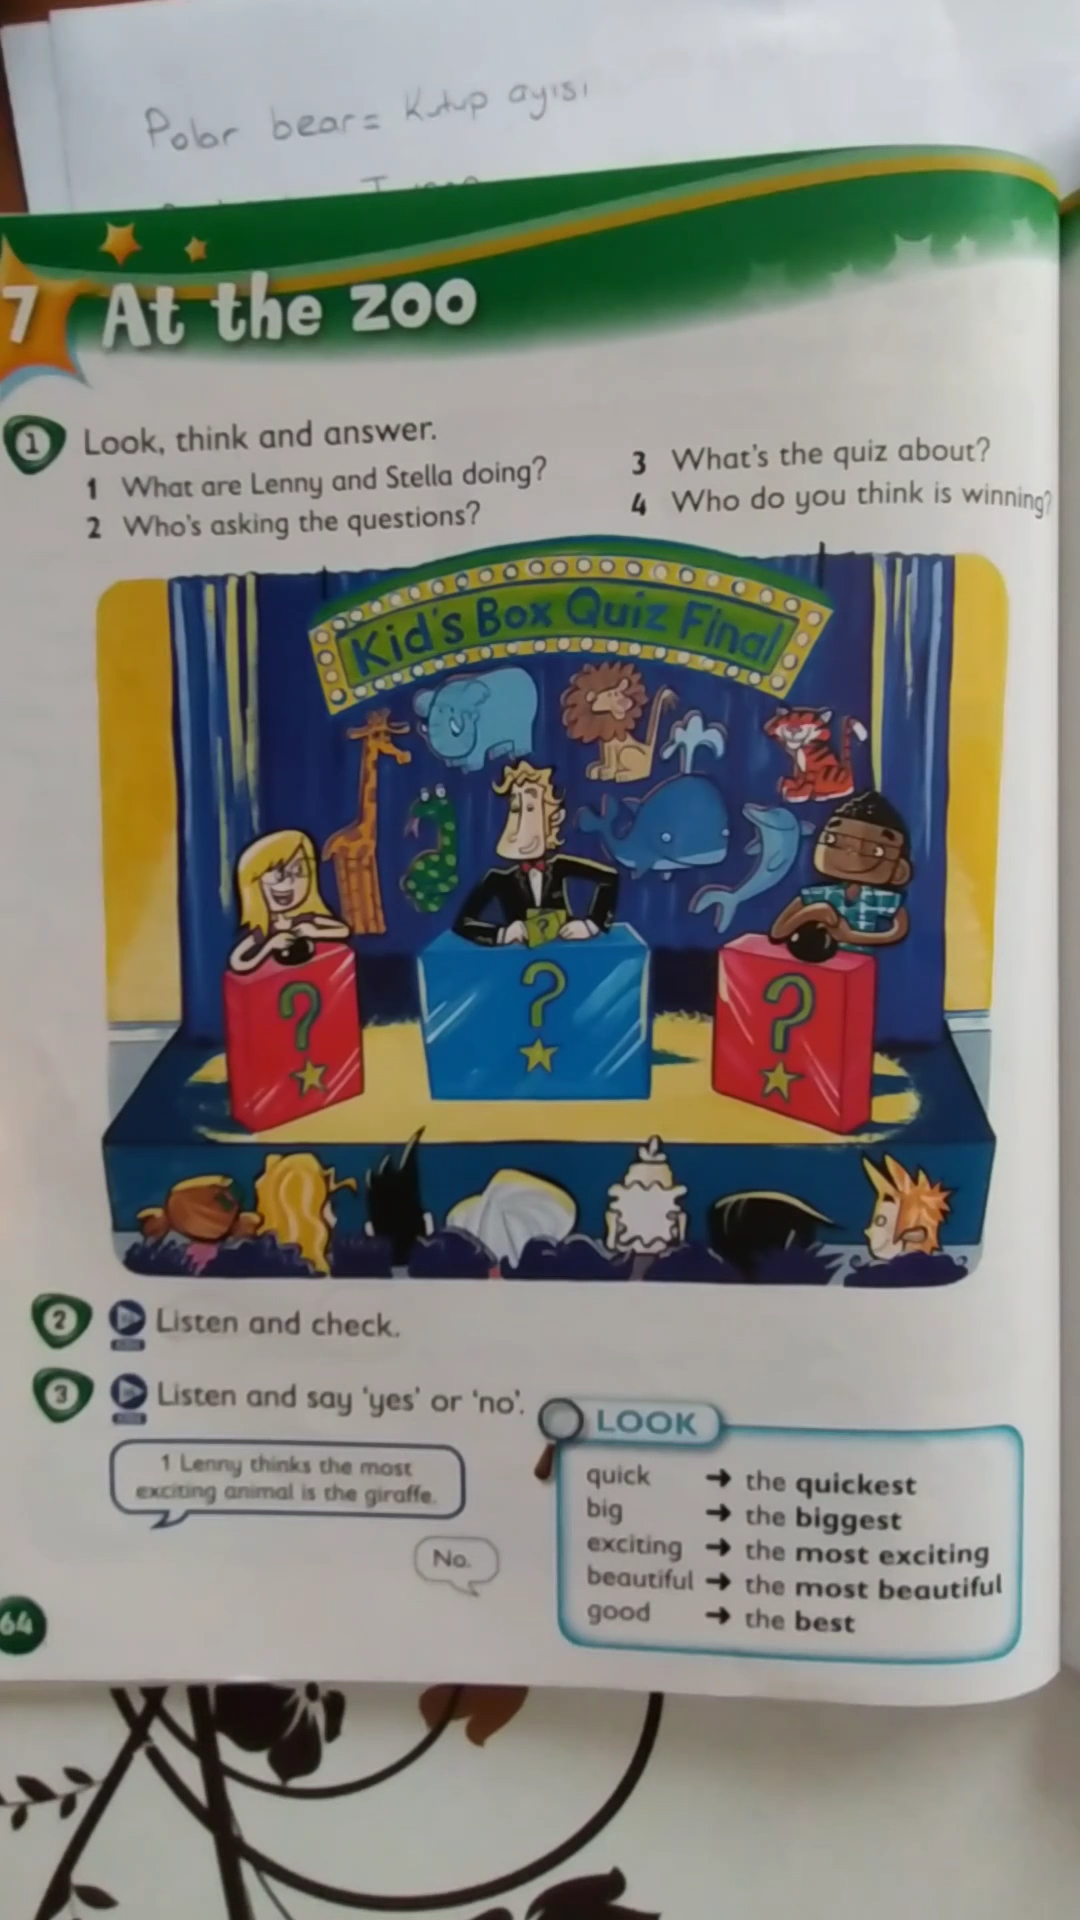 Polar bear = Kutup ayısı
7 At the zoo
1 Look, think and answer.
1 What are Lenny and Stella doing?
2 Who's asking the questions?
3 What's the quiz about?
4 Who do you think is winning?
Kid's Box Quiz Final
?
?
?
?
2 Listen and check.
3 Listen and say 'yes' or 'no'.
1 Lenny thinks the most
exciting animal is the giraffe.
No.
LOOK
quick → the quickest
big → the biggest
exciting → the most exciting
beautiful → the most beautiful
good → the best
64